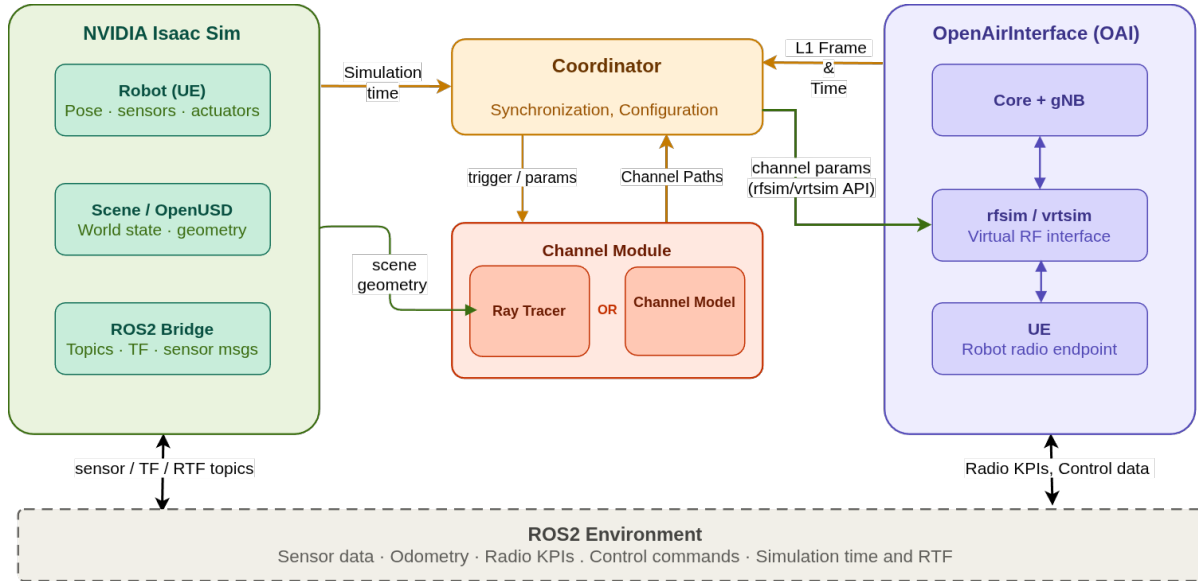 NVIDIA Isaac Sim
Robot (UE)
Pose · sensors · actuators
Scene / OpenUSD
World state · geometry
ROS2 Bridge
Topics · TF · sensor msgs
Simulation
time
Coordinator
Synchronization, Configuration
L1 Frame
&
Time
trigger / params
Channel Paths
channel params
(rfsim/vrtsim API)
scene
geometry
Channel Module
Ray Tracer
OR
Channel Model
OpenAirInterface (OAI)
Core + gNB
rfsim / vrtsim
Virtual RF interface
UE
Robot radio endpoint
sensor / TF / RTF topics
Radio KPIs, Control data
ROS2 Environment
Sensor data · Odometry · Radio KPIs . Control commands · Simulation time and RTF